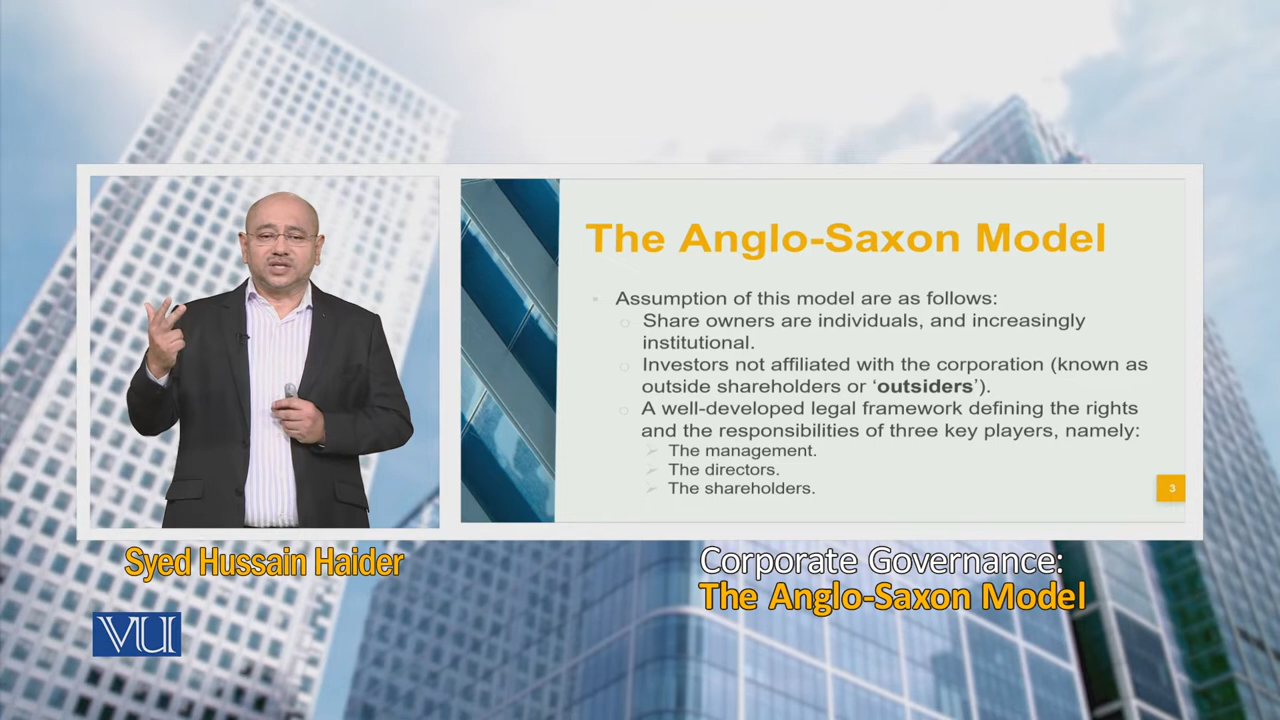 The Anglo-Saxon Model
Assumption of this model are as follows:
Share owners are individuals, and increasingly
institutional.
Investors not affiliated with the corporation (known as
outside shareholders or ‘outsiders’).
A well-developed legal framework defining the rights
and the responsibilities of three key players, namely:
The management.
The directors.
The shareholders.
3
Syed Hussain Haider
Corporate Governance:
The Anglo-Saxon Model
VU